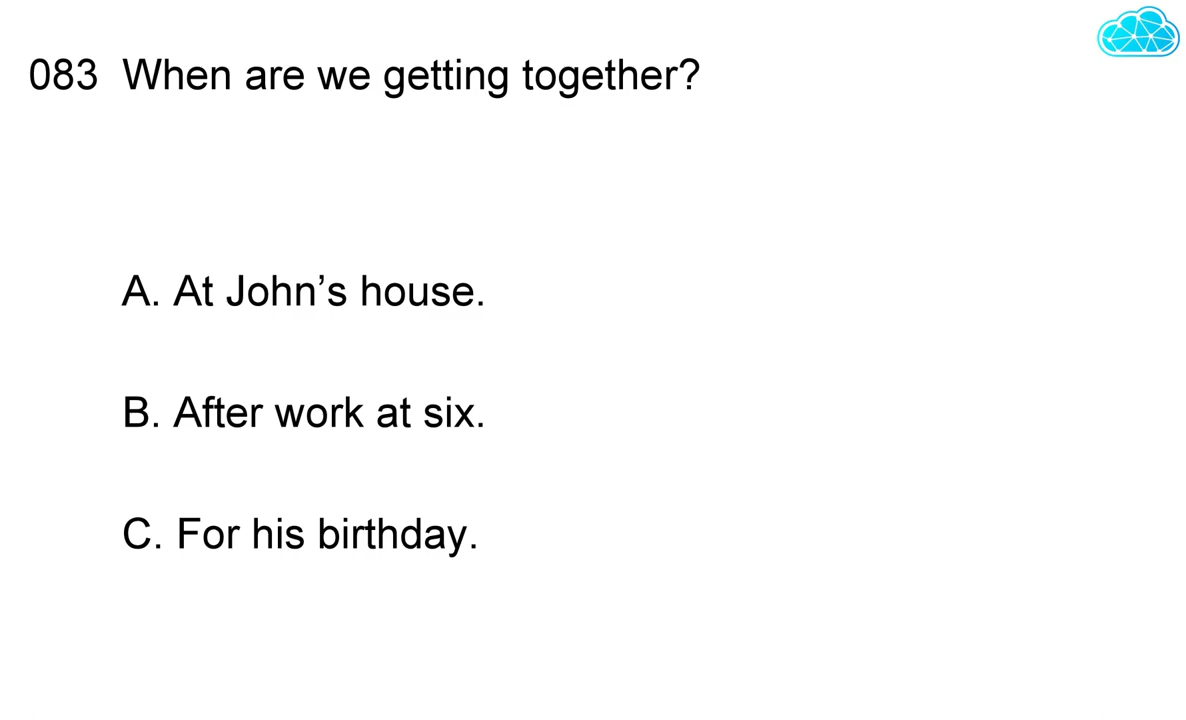 083 When are we getting together?
A. At John’s house.
B. After work at six.
C. For his birthday.